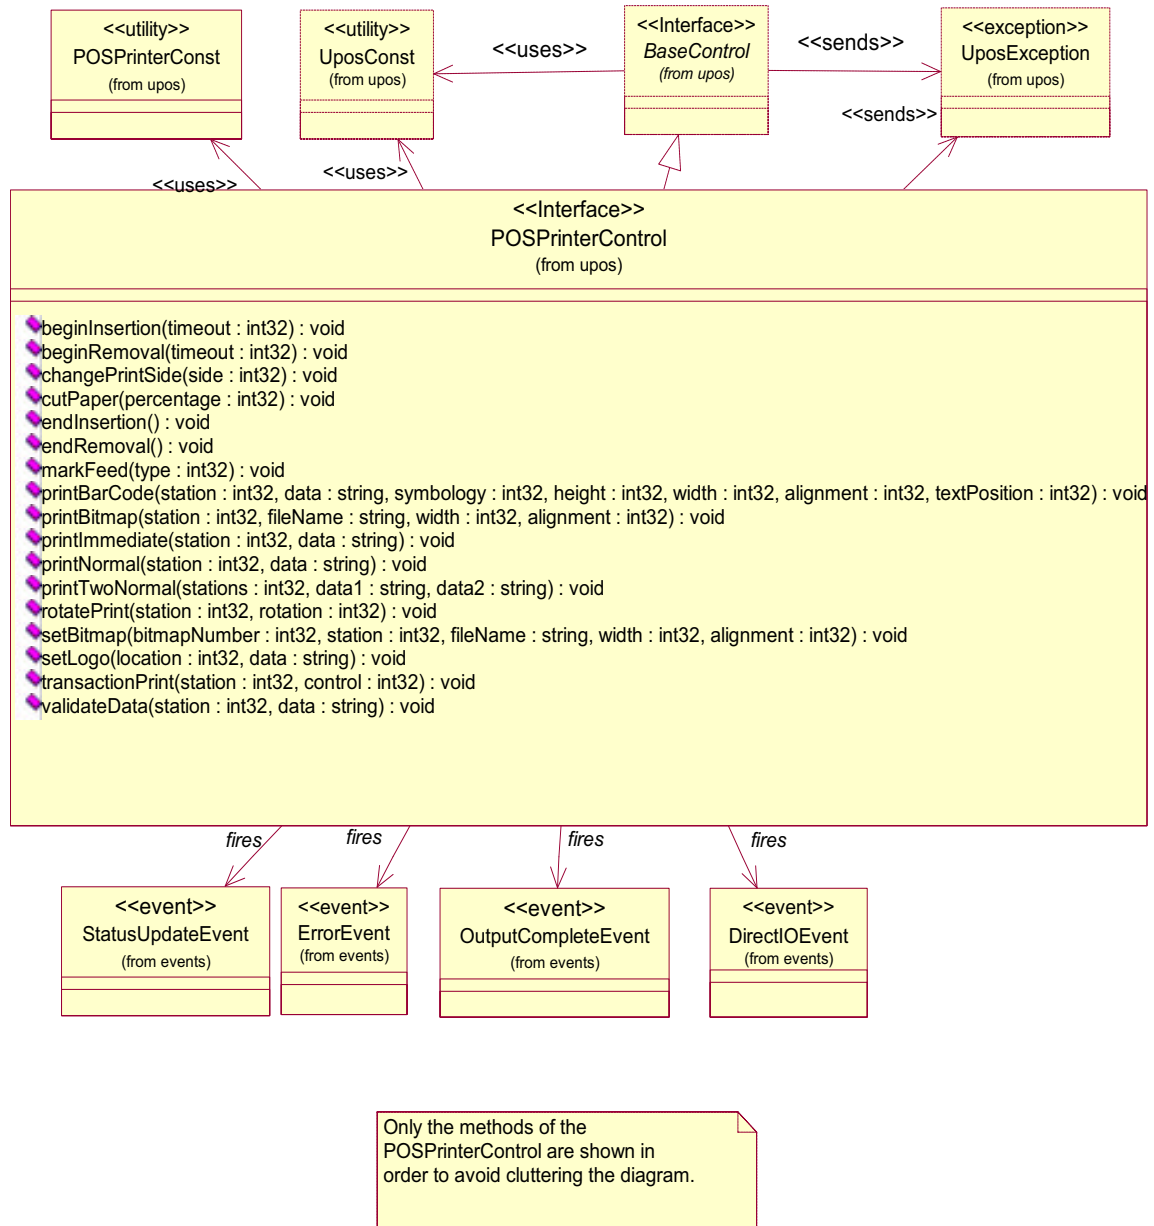 <<utility>>
POSPrinterConst
(from upos)
<<utility>>
UposConst
(from upos)
<<uses>>
<<Interface>>
BaseControl
(from upos)
<<sends>>
<<exception>>
UposException
(from upos)
<<sends>>
<<uses>>
<<uses>>
<<Interface>>
POSPrinterControl
(from upos)
beginInsertion(timeout : int32) : void
beginRemoval(timeout : int32) : void
changePrintSide(side : int32) : void
cutPaper(percentage : int32) : void
endInsertion() : void
endRemoval() : void
markFeed(type : int32) : void
printBarCode(station : int32, data : string, symbology : int32, height : int32, width : int32, alignment : int32, textPosition : int32) : void
printBitmap(station : int32, fileName : string, width : int32, alignment : int32) : void
printImmediate(station : int32, data : string) : void
printNormal(station : int32, data : string) : void
printTwoNormal(stations : int32, data1 : string, data2 : string) : void
rotatePrint(station : int32, rotation : int32) : void
setBitmap(bitmapNumber : int32, station : int32, fileName : string, width : int32, alignment : int32) : void
setLogo(location : int32, data : string) : void
transactionPrint(station : int32, control : int32) : void
validateData(station : int32, data : string) : void
fires
fires
fires
fires
<<event>>
StatusUpdateEvent
(from events)
<<event>>
ErrorEvent
(from events)
<<event>>
OutputCompleteEvent
(from events)
<<event>>
DirectIOEvent
(from events)
Only the methods of the
POSPrinterControl are shown in
order to avoid cluttering the diagram.